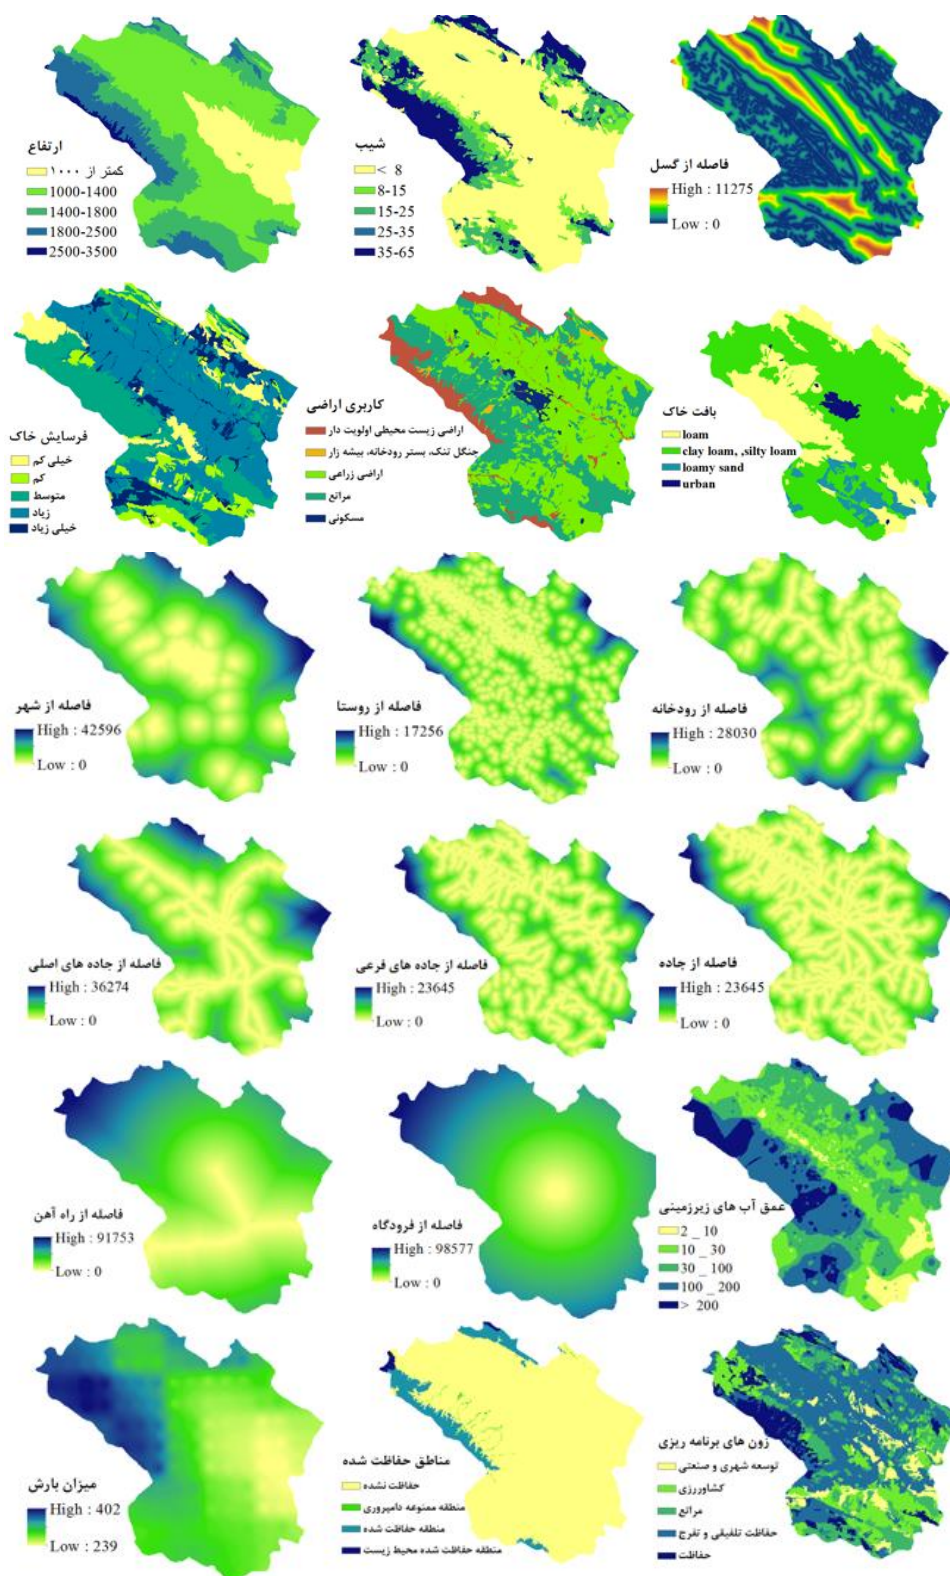 ارتفاع
کمتر از ۱۰۰۰
1000-1400
1400-1800
1800-2500
2500-3500
شیب
< 8
8-15
15-25
25-35
35-65
فاصله از گسل
High : 11275
Low : 0
فرسایش خاک
خیلی کم
کم
متوسط
زیاد
خیلی زیاد
کاربری اراضی
اراضی زیست محیطی اولویت دار
جنگل تنک، بستر رودخانه، بیشه زار
اراضی زراعی
مراتع
مسکونی
بافت خاک
loam
clay loam, ,silty loam
loamy sand
urban
فاصله از شهر
High : 42596
Low : 0
فاصله از روستا
High : 17256
Low : 0
فاصله از رودخانه
High : 28030
Low : 0
فاصله از جاده های اصلی
High : 36274
Low : 0
فاصله از جاده های فرعی
High : 23645
Low : 0
فاصله از جاده
High : 23645
Low : 0
فاصله از راه آهن
High : 91753
Low : 0
فاصله از فرودگاه
High : 98577
Low : 0
عمق آب های زیرزمینی
2 _ 10
10 _ 30
30 _ 100
100 _ 200
> 200
میزان بارش
High : 402
Low : 239
مناطق حفاظت شده
حفاظت نشده
منطقه ممنوعه دامپروری
منطقه حفاظت شده
منطقه حفاظت شده محیط زیست
زون های برنامه ریزی
توسعه شهری و صنعتی
کشاورزی
مراتع
حفاظت تلفیقی و تفرج
حفاظت